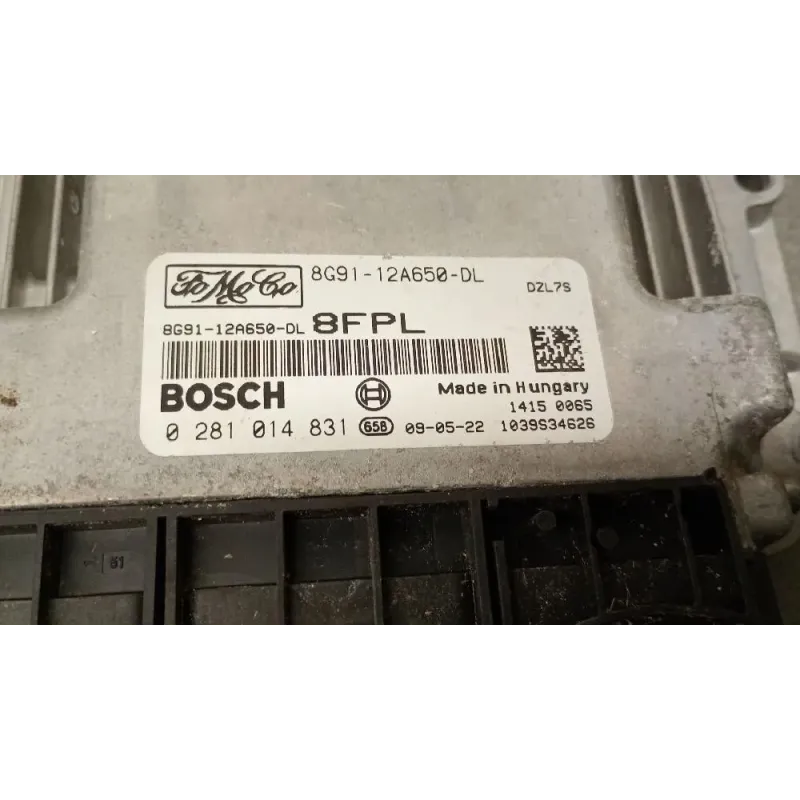 FoMoCo 8G91-12A650-DL DZL7S
8G91-12A650-DL 8FPL
BOSCH Made in Hungary
1415 0065
0 281 014 831 658 09-05-22 1039S34626
61